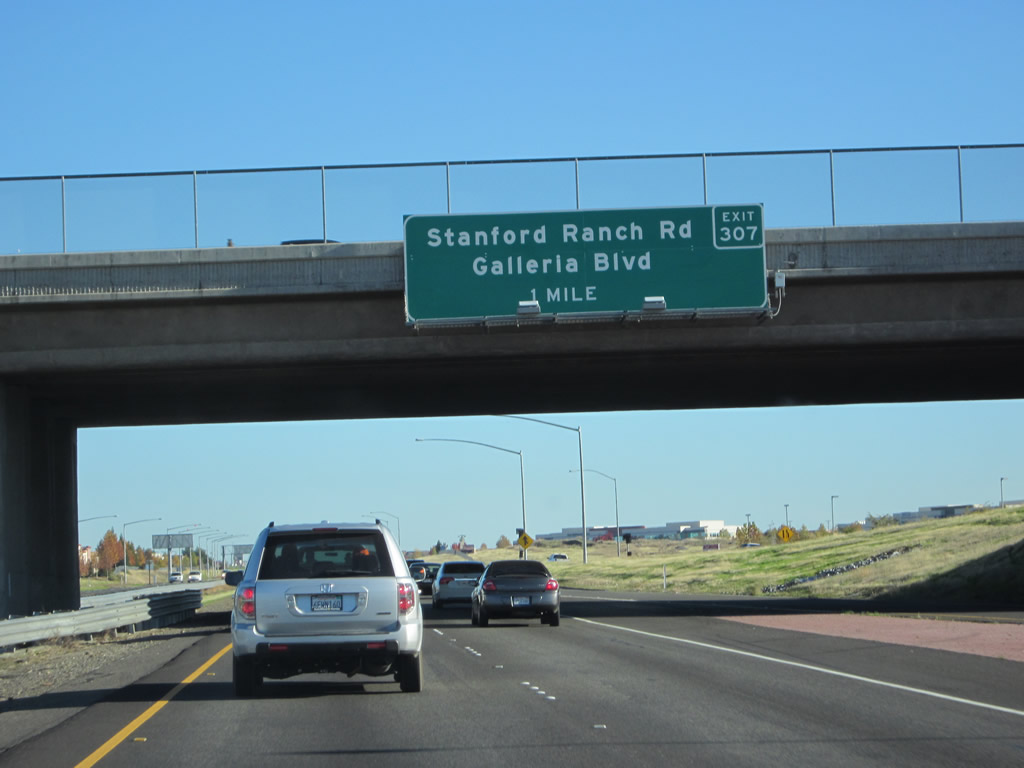 Stanford Ranch Rd
Galleria Blvd
1 MILE
EXIT
307